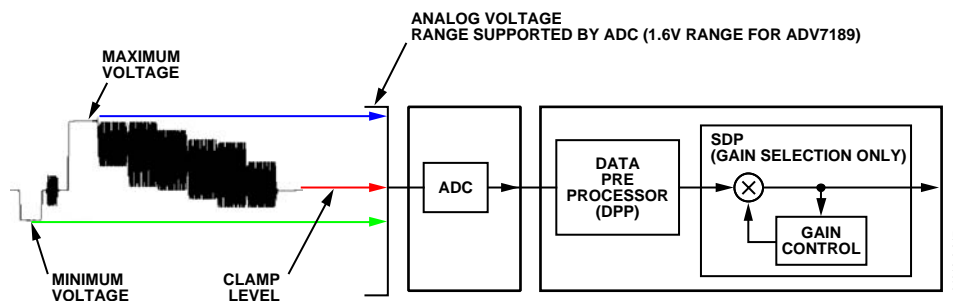 ANALOG VOLTAGE
RANGE SUPPORTED BY ADC (1.6V RANGE FOR ADV7189)
MAXIMUM
VOLTAGE
SDP
(GAIN SELECTION ONLY)
DATA
PRE
PROCESSOR
(DPP)
ADC
GAIN
CONTROL
MINIMUM
VOLTAGE
CLAMP
LEVEL